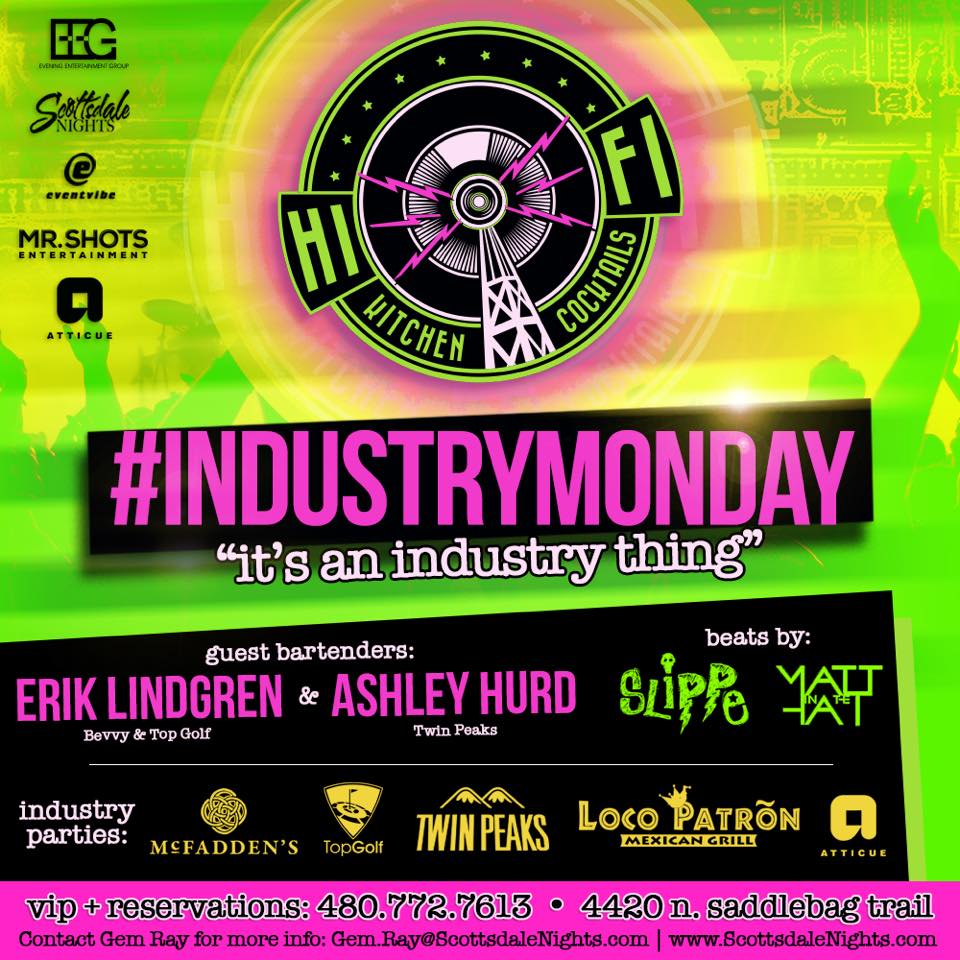 EEG
EVENING ENTERTAINMENT GROUP
Scottsdale
NIGHTS
e
eventvibe
MR. SHOTS
ENTERTAINMENT
a
ATTICUE
HI FI
KITCHEN COCKTAILS
#INDUSTRYMONDAY
“it’s an industry thing”
guest bartenders:
ERIK LINDGREN & ASHLEY HURD
Bevvy & Top Golf
Twin Peaks
beats by:
SLIPPE
MATT
IN THE
HAT
industry
parties:
McFADDEN'S
TopGolf
TWIN PEAKS
LOCO PATRÕN
MEXICAN GRILL
a
ATTICUE
vip + reservations: 480.772.7613 • 4420 n. saddlebag trail
Contact Gem Ray for more info: Gem.Ray@ScottsdaleNights.com | www.ScottsdaleNights.com